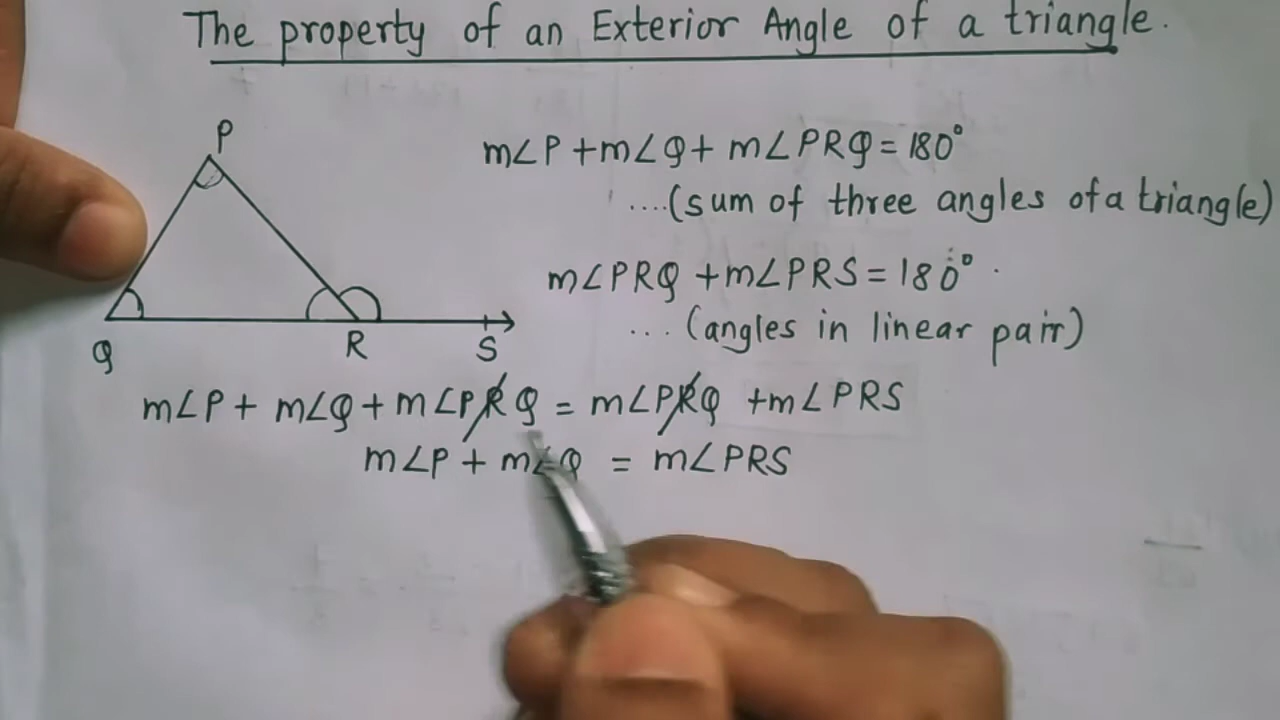 The property of an Exterior Angle of a triangle.
P
Q
R
S
m∠P + m∠Q + m∠PRQ = 180°
....(sum of three angles of a triangle)
m∠PRQ + m∠PRS = 180°
... (angles in linear pair)
m∠P + m∠Q + m∠PRQ = m∠PRQ + m∠PRS
m∠P + m∠Q = m∠PRS